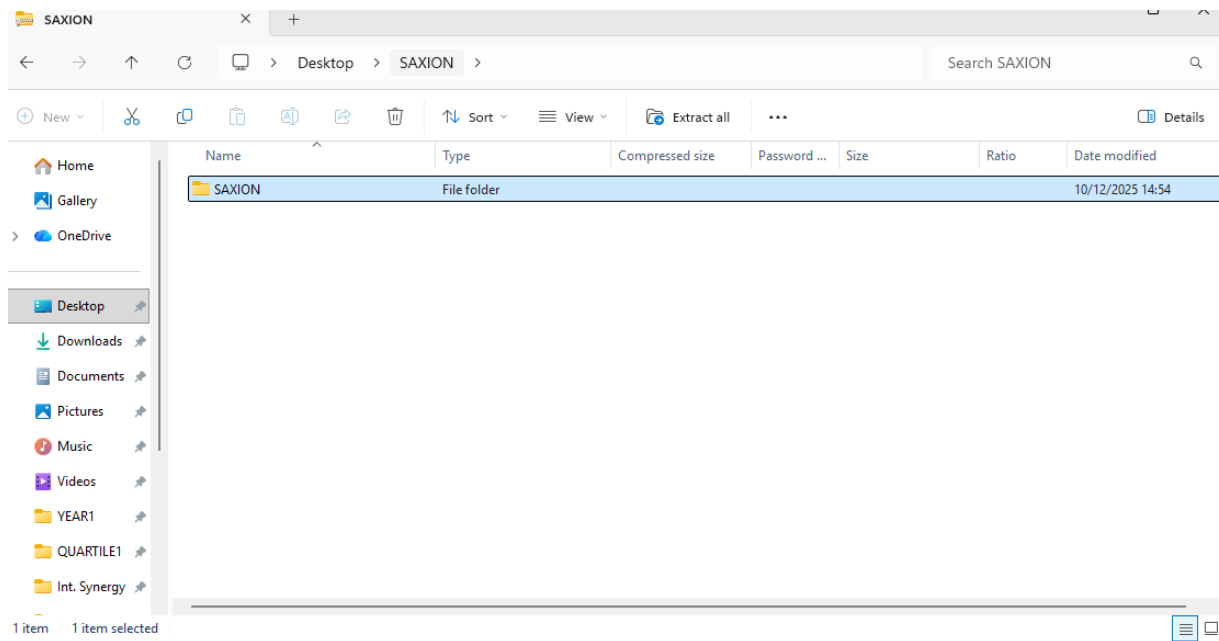 SAXION
Desktop > SAXION >
Search SAXION
New
Sort
View
Extract all
...
Details
Name
Type
Compressed size
Password ...
Size
Ratio
Date modified
Home
SAXION
File folder
10/12/2025 14:54
Gallery
OneDrive
Desktop
Downloads
Documents
Pictures
Music
Videos
YEAR1
QUARTILE1
Int. Synergy
1 item
1 item selected